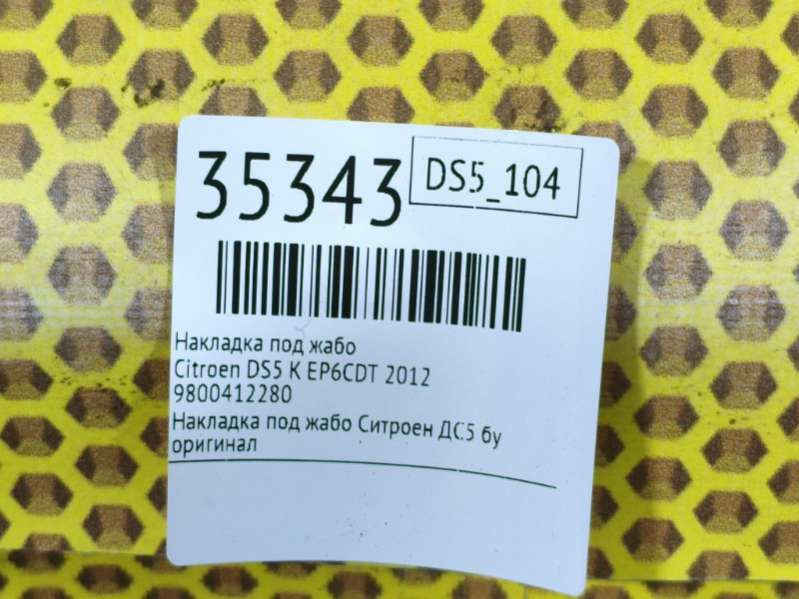 35343
DS5_104
Накладка под жабо
Citroen DS5 K EP6CDT 2012
9800412280
Накладка под жабо Ситроен ДС5 бу
оригинал